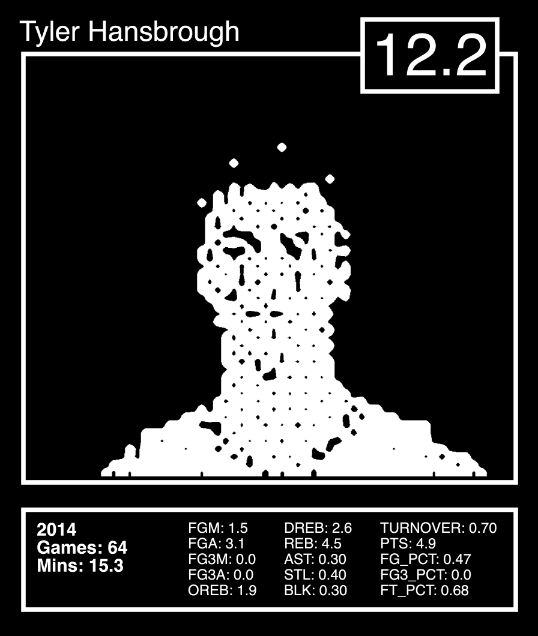 Tyler Hansbrough
12.2
2014
Games: 64
Mins: 15.3
FGM: 1.5
FGA: 3.1
FG3M: 0.0
FG3A: 0.0
OREB: 1.9
DREB: 2.6
REB: 4.5
AST: 0.30
STL: 0.40
BLK: 0.30
TURNOVER: 0.70
PTS: 4.9
FG_PCT: 0.47
FG3_PCT: 0.0
FT_PCT: 0.68